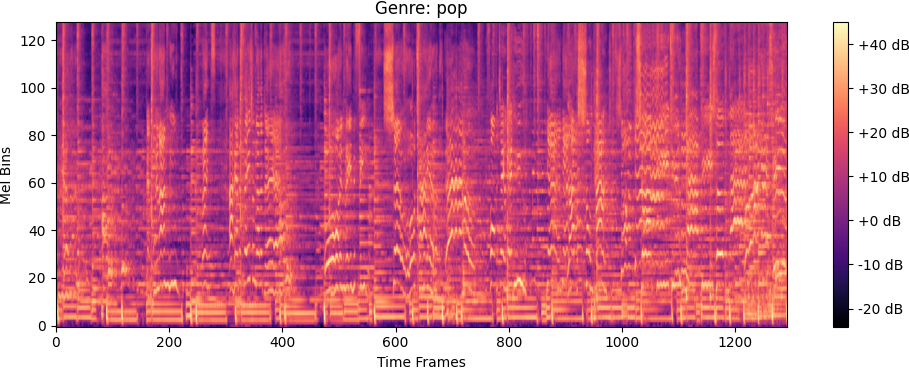 Genre: pop
Mel Bins
120
100
80
60
40
20
0
0 200 400 600 800 1000 1200
Time Frames
+40 dB
+30 dB
+20 dB
+10 dB
+0 dB
-10 dB
-20 dB